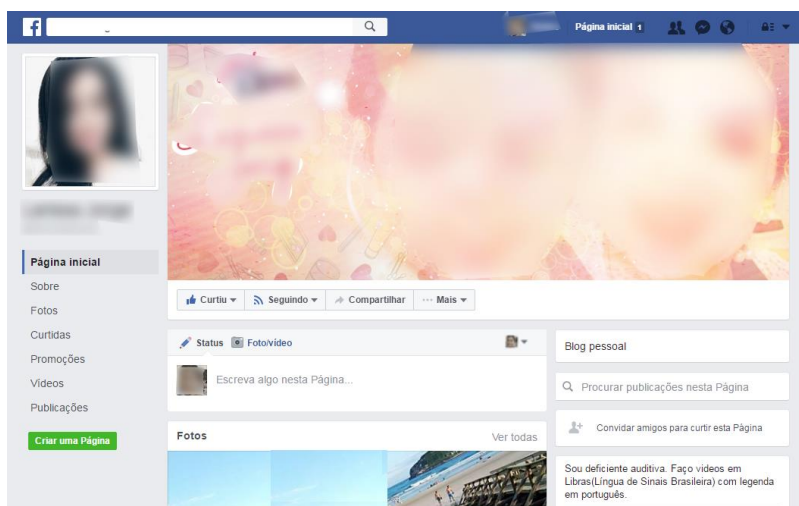 f
Página inicial 1
Página inicial
Sobre
Fotos
Curtidas
Promoções
Vídeos
Publicações
Criar uma Página
Curtiu
Seguindo
Compartilhar
Mais
Status
Foto/vídeo
Escreva algo nesta Página...
Fotos
Ver todas
Blog pessoal
Procurar publicações nesta Página
Convidar amigos para curtir esta Página
Sou deficiente auditiva. Faço videos em
Libras(Língua de Sinais Brasileira) com legenda
em português.